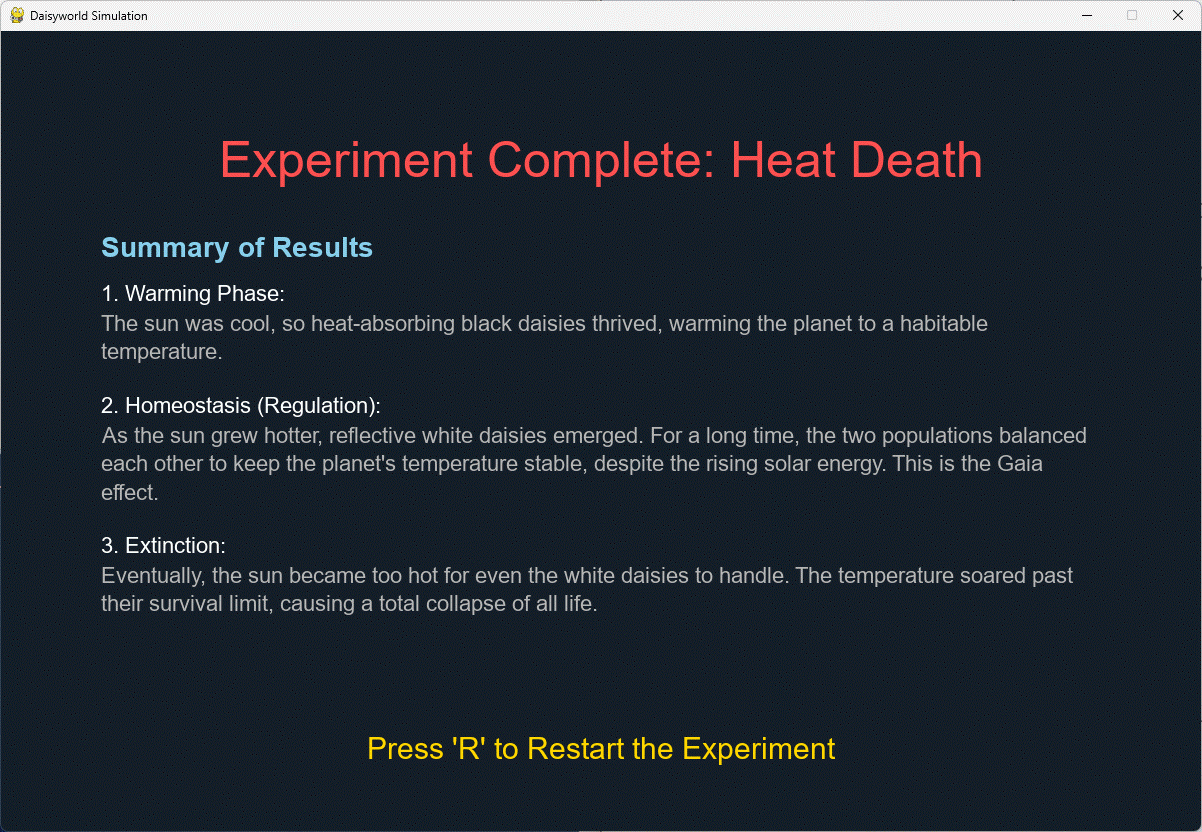 Daisyworld Simulation
Experiment Complete: Heat Death
Summary of Results
1. Warming Phase:
The sun was cool, so heat-absorbing black daisies thrived, warming the planet to a habitable
temperature.
2. Homeostasis (Regulation):
As the sun grew hotter, reflective white daisies emerged. For a long time, the two populations balanced
each other to keep the planet's temperature stable, despite the rising solar energy. This is the Gaia
effect.
3. Extinction:
Eventually, the sun became too hot for even the white daisies to handle. The temperature soared past
their survival limit, causing a total collapse of all life.
Press 'R' to Restart the Experiment